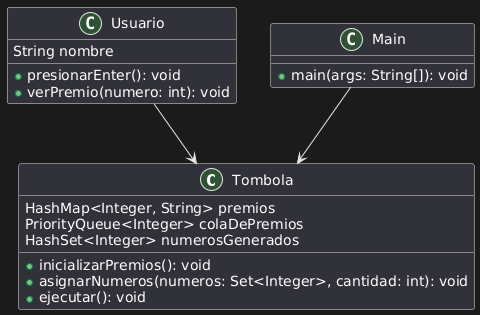 C Usuario
String nombre
presionarEnter(): void
verPremio(numero: int): void
C Main
main(args: String[]): void
C Tombola
HashMap<Integer, String> premios
PriorityQueue<Integer> colaDePremios
HashSet<Integer> numerosGenerados
inicializarPremios(): void
asignarNumeros(numeros: Set<Integer>, cantidad: int): void
ejecutar(): void